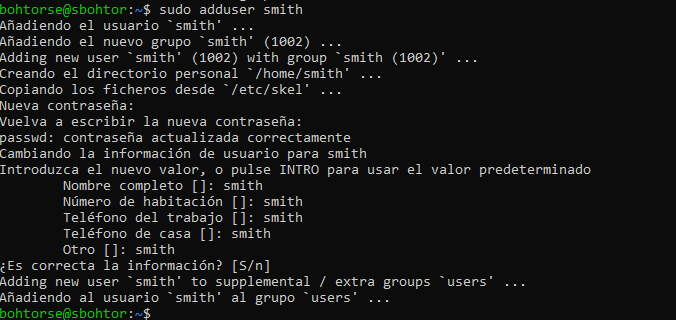 bohtorse@sbohtor:~$ sudo adduser smith
Añadiendo el usuario `smith' ...
Añadiendo el nuevo grupo `smith' (1002) ...
Adding new user `smith' (1002) with group `smith (1002)' ...
Creando el directorio personal `/home/smith' ...
Copiando los ficheros desde `/etc/skel' ...
Nueva contraseña:
Vuelva a escribir la nueva contraseña:
passwd: contraseña actualizada correctamente
Cambiando la información de usuario para smith
Introduzca el nuevo valor, o pulse INTRO para usar el valor predeterminado
Nombre completo []: smith
Número de habitación []: smith
Teléfono del trabajo []: smith
Teléfono de casa []: smith
Otro []: smith
¿Es correcta la información? [S/n]
Adding new user `smith' to supplemental / extra groups `users' ...
Añadiendo al usuario `smith' al grupo `users' ...
bohtorse@sbohtor:~$